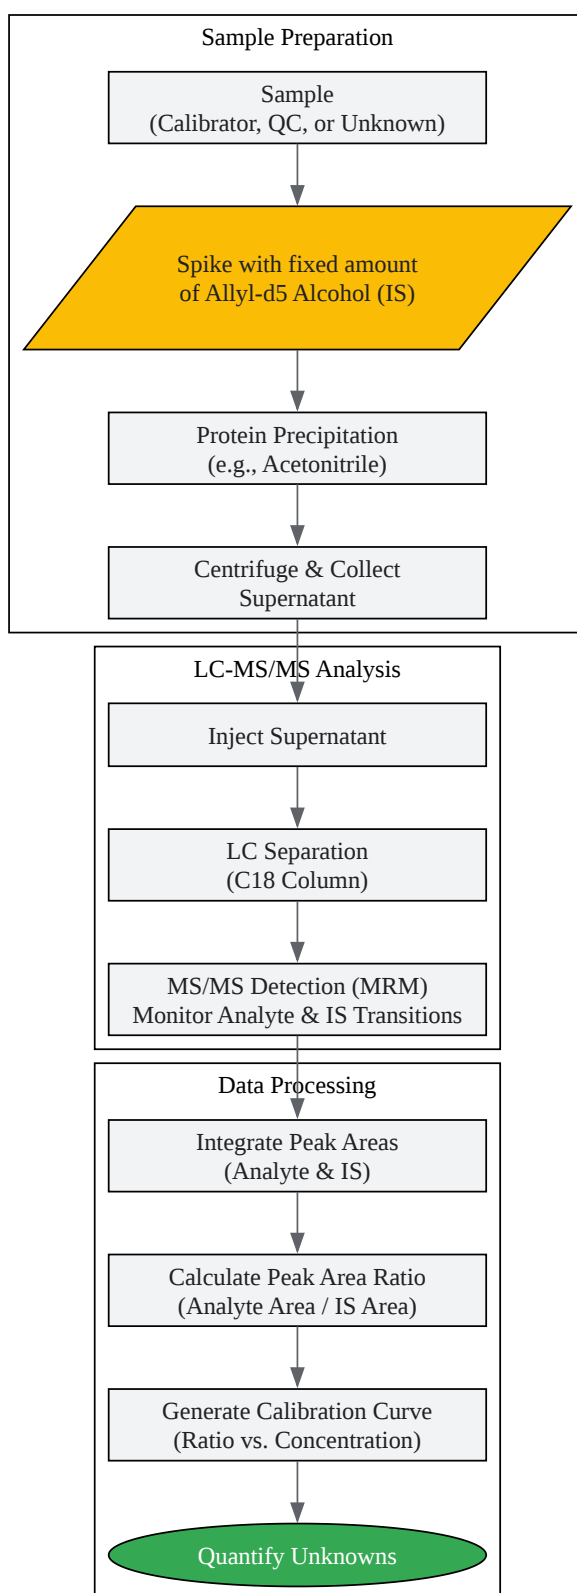 Sample Preparation
Sample
(Calibrator, QC, or Unknown)
Spike with fixed amount
of Allyl-d5 Alcohol (IS)
Protein Precipitation
(e.g., Acetonitrile)
Centrifuge & Collect
Supernatant
LC-MS/MS Analysis
Inject Supernatant
LC Separation
(C18 Column)
MS/MS Detection (MRM)
Monitor Analyte & IS Transitions
Data Processing
Integrate Peak Areas
(Analyte & IS)
Calculate Peak Area Ratio
(Analyte Area / IS Area)
Generate Calibration Curve
(Ratio vs. Concentration)
Quantify Unknowns